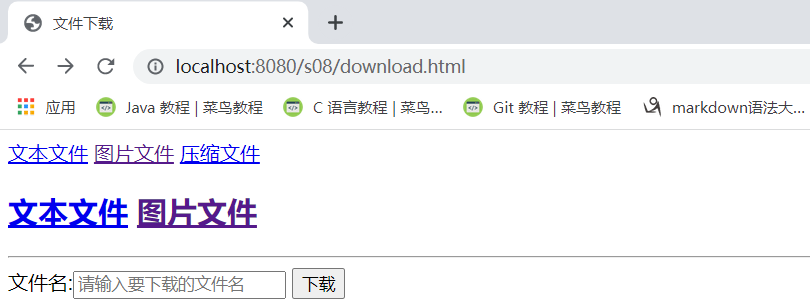 文件下载
localhost:8080/s08/download.html
应用 Java 教程 | 菜鸟教程 C 语言教程 | 菜鸟... Git 教程 | 菜鸟教程 markdown语法大...
文本文件 图片文件 压缩文件
文本文件 图片文件
文件名: 请输入要下载的文件名 下载